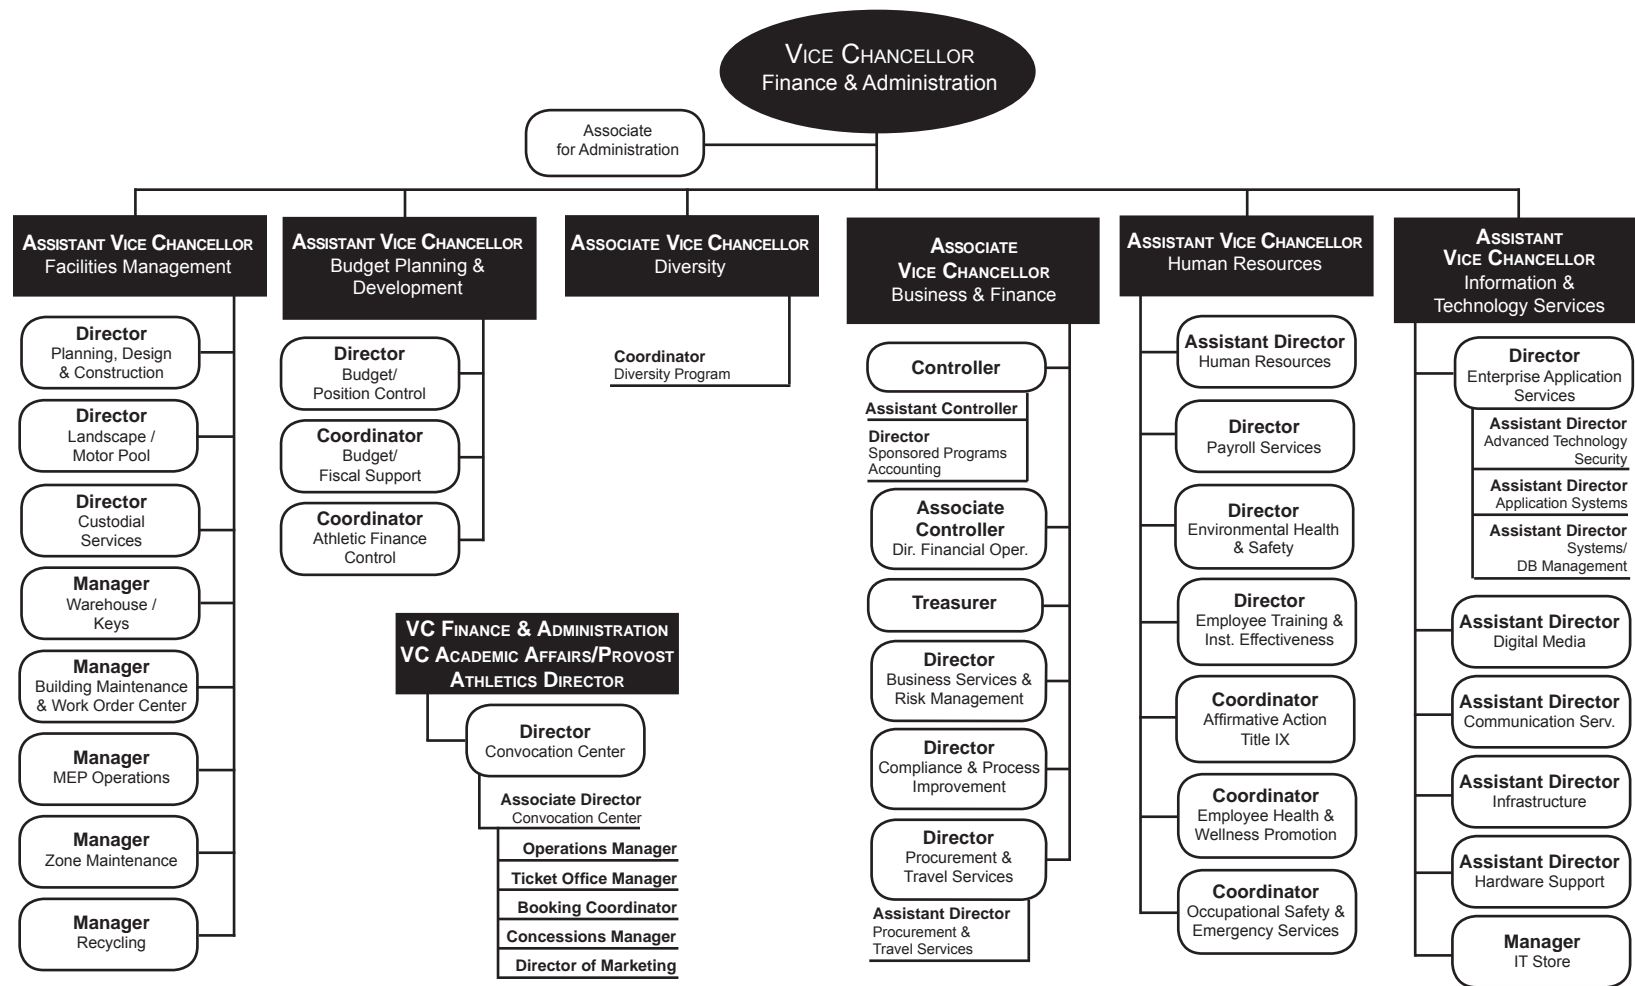 VICE CHANCELLOR
Finance & Administration
Associate
for Administration
ASSISTANT VICE CHANCELLOR
Facilities Management
Director
Planning, Design
& Construction
Director
Landscape /
Motor Pool
Director
Custodial
Services
Manager
Warehouse /
Keys
Manager
Building Maintenance
& Work Order Center
Manager
MEP Operations
Manager
Zone Maintenance
Manager
Recycling
ASSISTANT VICE CHANCELLOR
Budget Planning &
Development
Director
Budget/
Position Control
Coordinator
Budget/
Fiscal Support
Coordinator
Athletic Finance
Control
ASSOCIATE VICE CHANCELLOR
Diversity
Coordinator
Diversity Program
VC FINANCE & ADMINISTRATION
VC ACADEMIC AFFAIRS/PROVOST
ATHLETICS DIRECTOR
Director
Convocation Center
Associate Director
Convocation Center
Operations Manager
Ticket Office Manager
Booking Coordinator
Concessions Manager
Director of Marketing
ASSOCIATE
VICE CHANCELLOR
Business & Finance
Controller
Assistant Controller
Director
Sponsored Programs
Accounting
Associate
Controller
Dir. Financial Oper.
Treasurer
Director
Business Services &
Risk Management
Director
Compliance & Process
Improvement
Director
Procurement &
Travel Services
Assistant Director
Procurement &
Travel Services
ASSISTANT VICE CHANCELLOR
Human Resources
Assistant Director
Human Resources
Director
Payroll Services
Director
Environmental Health
& Safety
Director
Employee Training &
Inst. Effectiveness
Coordinator
Affirmative Action
Title IX
Coordinator
Employee Health &
Wellness Promotion
Coordinator
Occupational Safety &
Emergency Services
ASSISTANT
VICE CHANCELLOR
Information &
Technology Services
Director
Enterprise Application
Services
Assistant Director
Advanced Technology
Security
Assistant Director
Application Systems
Assistant Director
Systems/
DB Management
Assistant Director
Digital Media
Assistant Director
Communication Serv.
Assistant Director
Infrastructure
Assistant Director
Hardware Support
Manager
IT Store